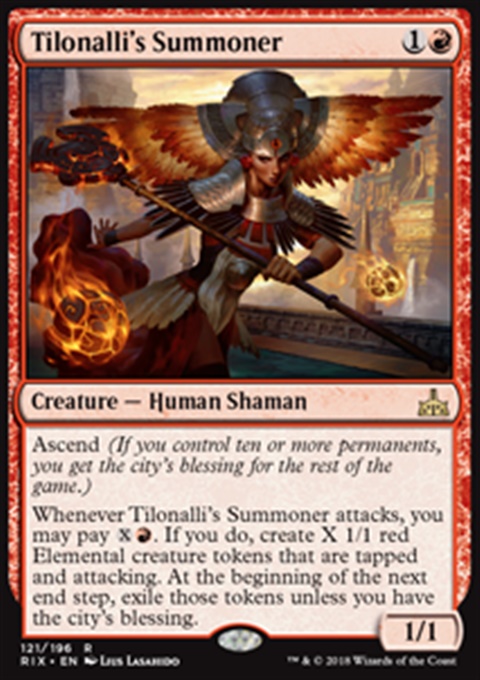 Tilonalli's Summoner 1
Creature — Human Shaman
Ascend (If you control ten or more permanents,
you get the city's blessing for the rest of the
game.)
Whenever Tilonalli's Summoner attacks, you
may pay X . If you do, create X 1/1 red
Elemental creature tokens that are tapped
and attacking. At the beginning of the next
end step, exile those tokens unless you have
the city's blessing.
1/1
121/196 R
RIX • EN Lius Lasahido
™ & © 2018 Wizards of the Coast